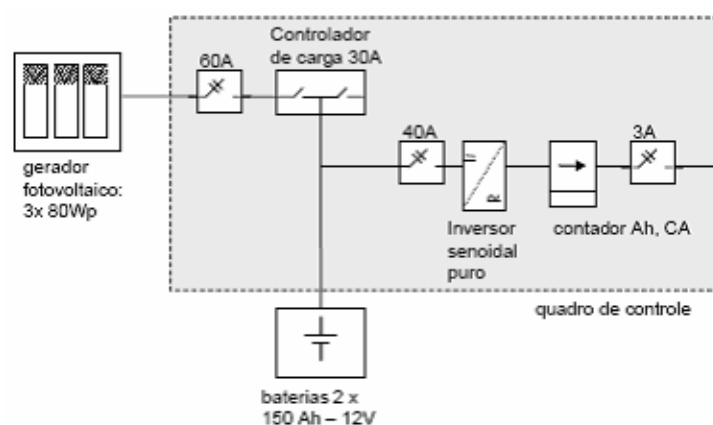 Controlador
de carga 30A
60A
40A
3A
gerador
fotovoltaico:
3x 80Wp
Inversor
senoidal
puro
contador Ah, CA
quadro de controle
baterias 2 x
150 Ah – 12V